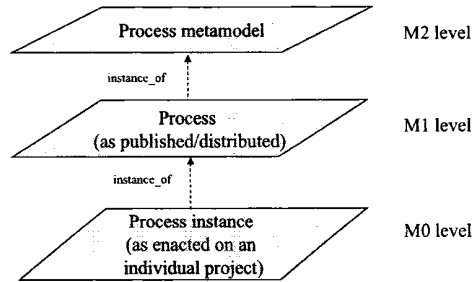 Process metamodel
M2 level
instance_of
Process
(as published/distributed)
M1 level
instance_of
Process instance
(as enacted on an
individual project)
M0 level